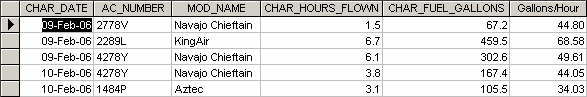 CHAR_DATE AC_NUMBER MOD_NAME CHAR_HOURS_FLOWN CHAR_FUEL_GALLONS Gallons/Hour
09-Feb-06 2778V Navajo Chieftain 1.5 67.2 44.80
09-Feb-06 2289L KingAir 6.7 459.5 68.58
09-Feb-06 4278Y Navajo Chieftain 6.1 302.6 49.61
10-Feb-06 4278Y Navajo Chieftain 3.8 167.4 44.05
10-Feb-06 1484P Aztec 3.1 105.5 34.03